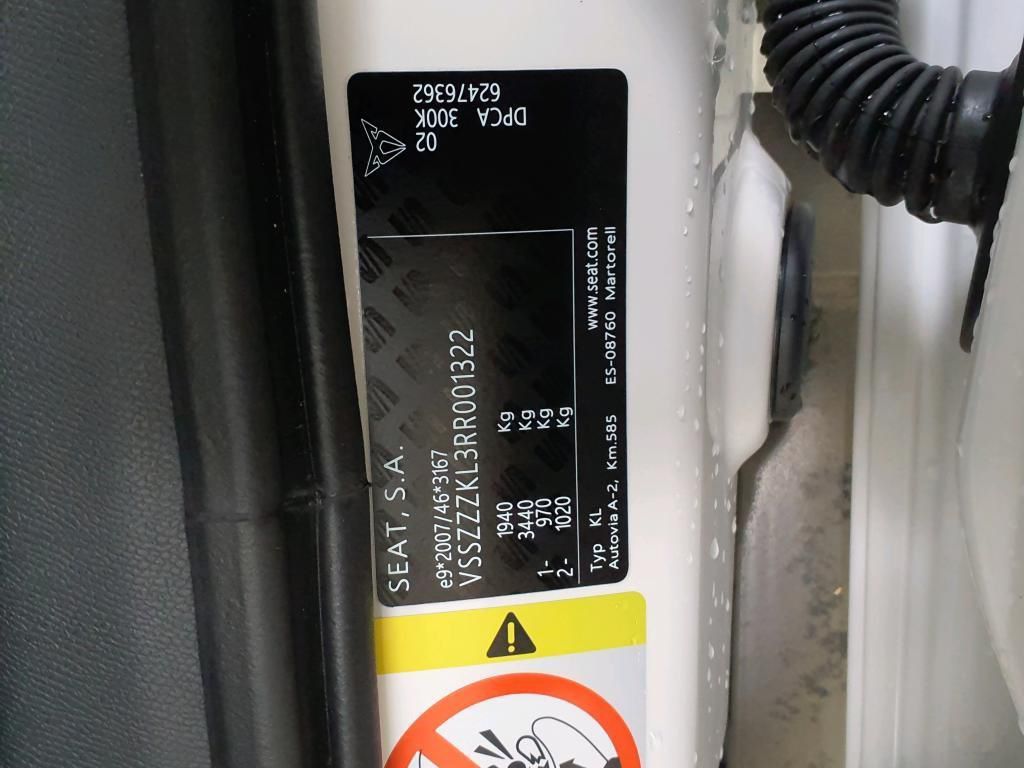 SEAT, S.A.
e9*2007/46*3167
VSSZZZKL3RR001322
1940 Kg
3440 Kg
1- 970 Kg
2- 1020 Kg
Typ KL www.seat.com
Autovia A-2, Km.585 ES-08760 Martorell
02
DPCA 300K
62476362